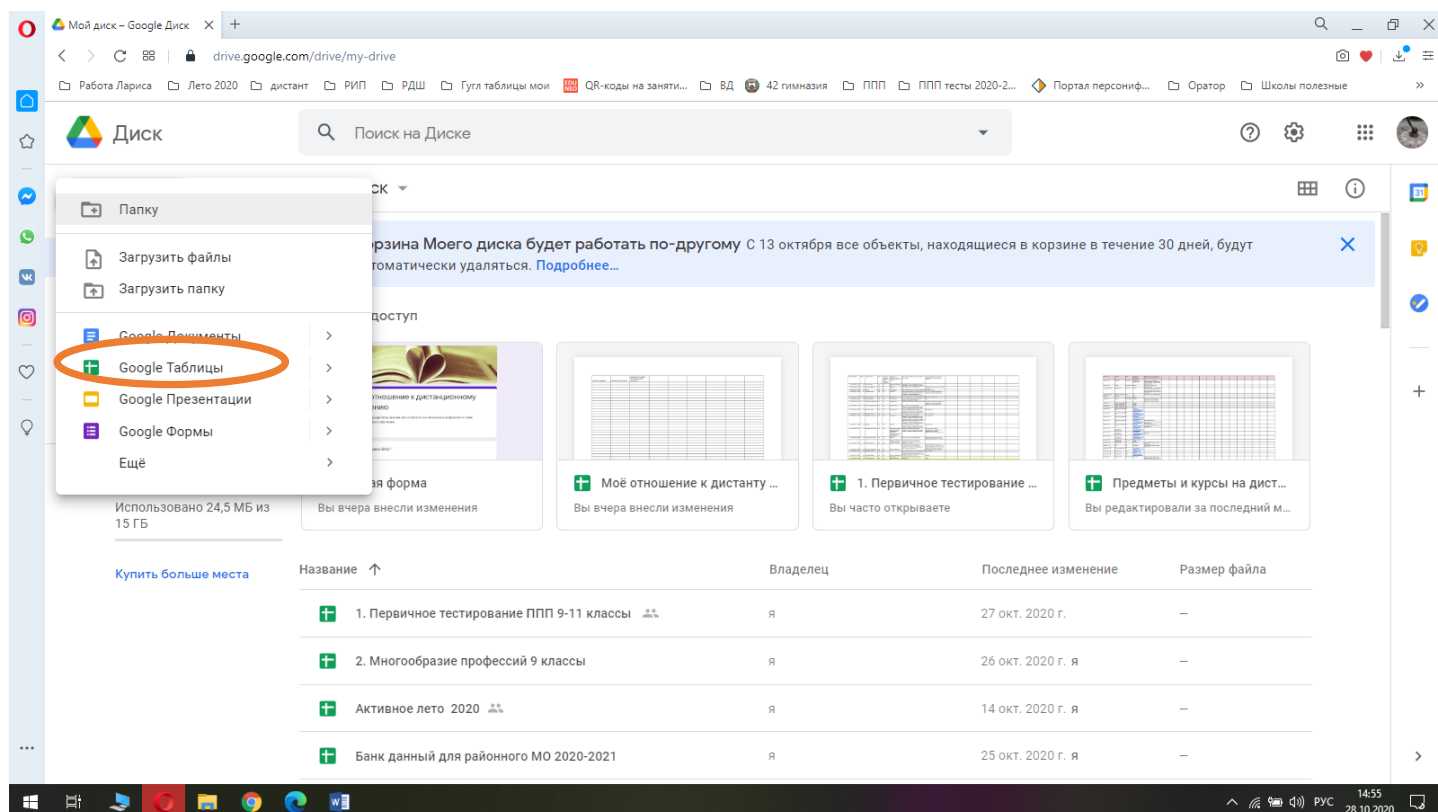 Мой диск – Google Диск
drive.google.com/drive/my-drive
Работа Лариса Лето 2020 дистант РИП РДШ Гугл таблицы мои QR-коды на заняти... ВД 42 гимназия ППП ППП тесты 2020-2... Портал персониф... Оратор Школы полезные
Диск
Поиск на Диске
ск
Папку
Загрузить файлы
Загрузить папку
Google Документы
Google Таблицы
Google Презентации
Google Формы
Ещё
рзина Моего диска будет работать по-другому С 13 октября все объекты, находящиеся в корзине в течение 30 дней, будут
томатически удаляться. Подробнее...
доступ
тношение к дистанционному
ению
ая форма
Вы вчера внесли изменения
Моё отношение к дистанту ...
Вы вчера внесли изменения
1. Первичное тестирование ...
Вы часто открываете
Предметы и курсы на дист...
Вы редактировали за последний м...
Использовано 24,5 МБ из
15 ГБ
Купить больше места
Название Владелец Последнее изменение Размер файла
1. Первичное тестирование ППП 9-11 классы я 27 окт. 2020 г. –
2. Многообразие профессий 9 классы я 26 окт. 2020 г. я –
Активное лето 2020 я 14 окт. 2020 г. я –
Банк данный для районного МО 2020-2021 я 25 окт. 2020 г. я –
31
EDU
NEO
W
РУС
14:55
28.10.2020